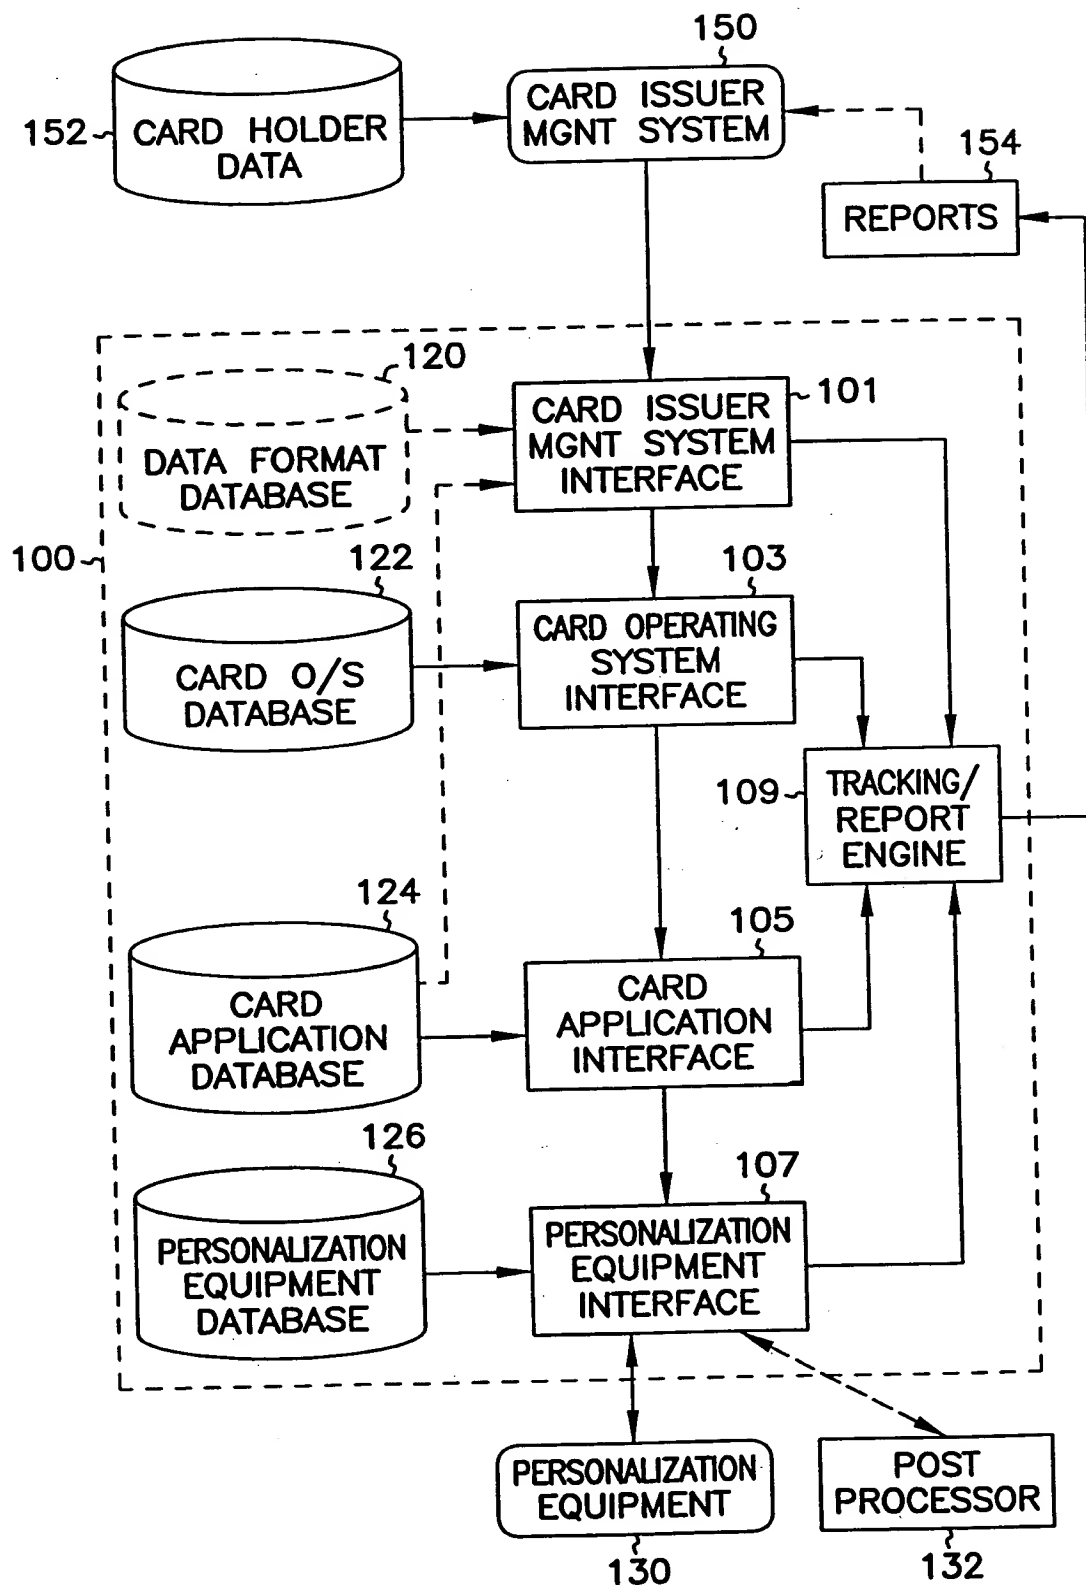 150
CARD ISSUER
MGNT SYSTEM
152
CARD HOLDER
DATA
154
REPORTS
120
DATA FORMAT
DATABASE
101
CARD ISSUER
MGNT SYSTEM
INTERFACE
100
122
CARD O/S
DATABASE
103
CARD OPERATING
SYSTEM
INTERFACE
109
TRACKING/
REPORT
ENGINE
124
CARD
APPLICATION
DATABASE
105
CARD
APPLICATION
INTERFACE
126
PERSONALIZATION
EQUIPMENT
DATABASE
107
PERSONALIZATION
EQUIPMENT
INTERFACE
PERSONALIZATION
EQUIPMENT
130
POST
PROCESSOR
132